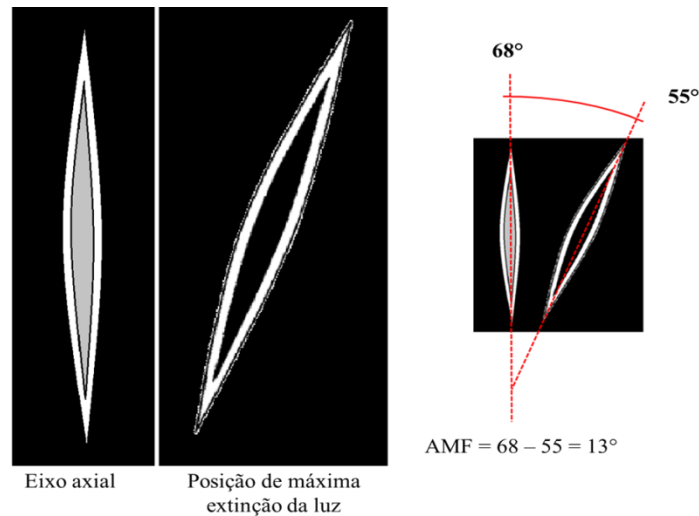 68°
55°
AMF = 68 – 55 = 13°
Eixo axial
Posição de máxima
extinção da luz